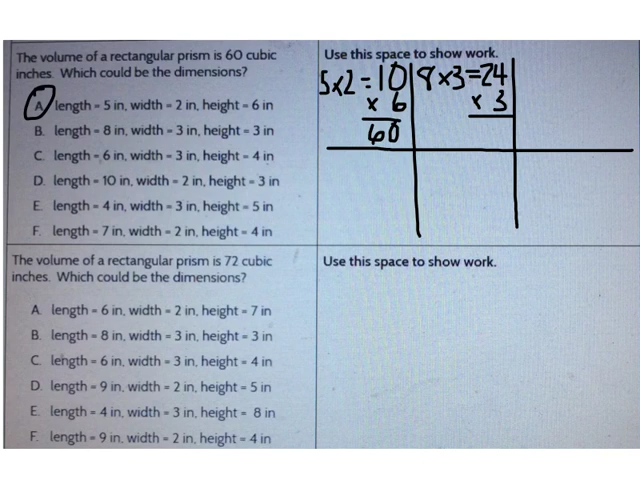 The volume of a rectangular prism is 60 cubic
inches. Which could be the dimensions?
A. length = 5 in, width = 2 in, height = 6 in
B. length = 8 in, width = 3 in, height = 3 in
C. length = 6 in, width = 3 in, height = 4 in
D. length = 10 in, width = 2 in, height = 3 in
E. length = 4 in, width = 3 in, height = 5 in
F. length = 7 in, width = 2 in, height = 4 in
Use this space to show work.
5x2=10
x 6
60
8x3=24
x 3
The volume of a rectangular prism is 72 cubic
inches. Which could be the dimensions?
A. length = 6 in, width = 2 in, height = 7 in
B. length = 8 in, width = 3 in, height = 3 in
C. length = 6 in, width = 3 in, height = 4 in
D. length = 9 in, width = 2 in, height = 5 in
E. length = 4 in, width = 3 in, height = 8 in
F. length = 9 in, width = 2 in, height = 4 in
Use this space to show work.